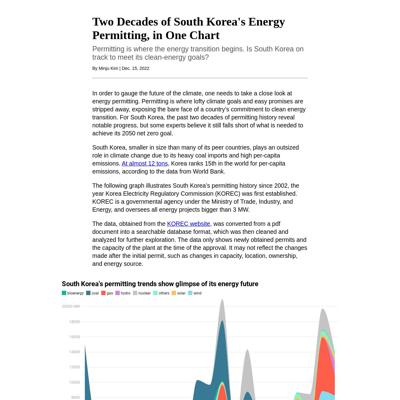 Two Decades of South Korea's Energy
Permitting, in One Chart
Permitting is where the energy transition begins. Is South Korea on
track to meet its clean-energy goals?
By Minju Kim | Dec. 15, 2022
In order to gauge the future of the climate, one needs to take a close look at
energy permitting. Permitting is where lofty climate goals and easy promises are
stripped away, exposing the bare face of a country's commitment to clean energy
transition. For South Korea, the past two decades of permitting history reveal
notable progress, but some experts believe it still falls short of what is needed to
achieve its 2050 net zero goal.
South Korea, smaller in size than many of its peer countries, plays an outsized
role in climate change due to its heavy coal imports and high per-capita
emissions. At almost 12 tons, Korea ranks 15th in the world for per-capita
emissions, according to the data from World Bank.
The following graph illustrates South Korea's permitting history since 2002, the
year Korea Electricity Regulatory Commission (KOREC) was first established.
KOREC is a governmental agency under the Ministry of Trade, Industry, and
Energy, and oversees all energy projects bigger than 3 MW.
The data, obtained from the KOREC website, was converted from a pdf
document into a searchable database format, which was then cleaned and
analyzed for further exploration. The data only shows newly obtained permits and
the capacity of the plant at the time of the approval. It may not reflect the changes
made after the initial permit, such as changes in capacity, location, ownership,
and energy source.
South Korea's permitting trends show glimpse of its energy future
bioenergy coal gas hydro nuclear others solar wind